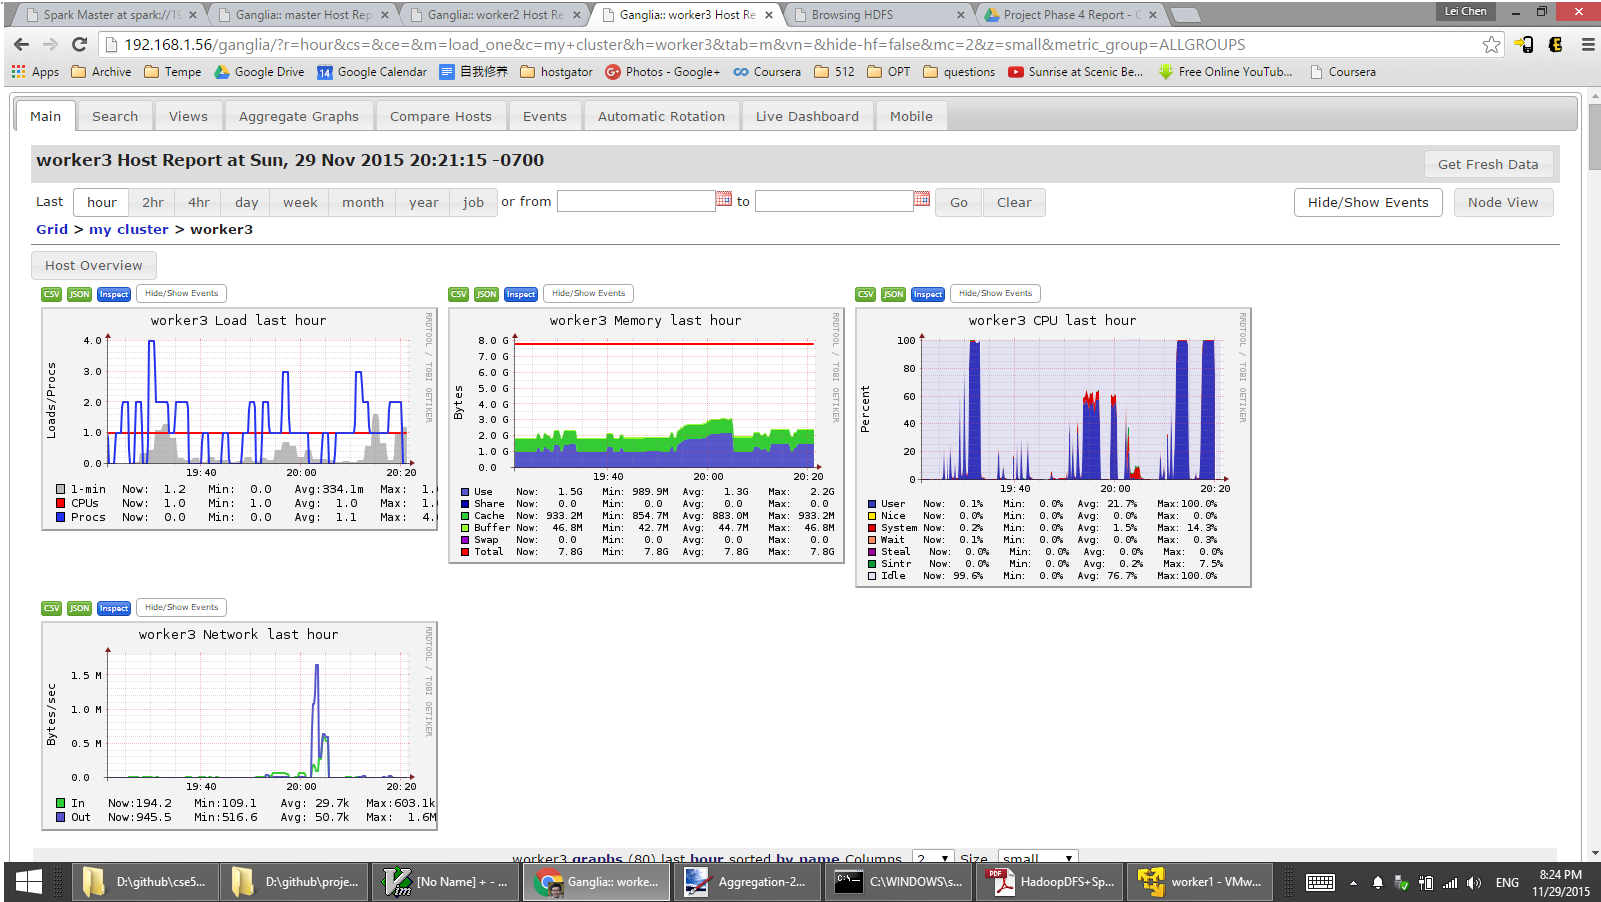 Spark Master at spark://19
Ganglia:: master Host Rep
Ganglia:: worker2 Host Re
Ganglia:: worker3 Host Re
Browsing HDFS
Project Phase 4 Report - G
Lei Chen
192.168.1.56/ganglia/?r=hour&cs=&ce=&m=load_one&c=my+cluster&h=worker3&tab=m&vn=&hide-hf=false&mc=2&z=small&metric_group=ALLGROUPS
Apps Archive Tempe Google Drive 14 Google Calendar 自我修养 hostgator Photos - Google+ Coursera 512 OPT questions Sunrise at Scenic Be... Free Online YouTub... Coursera
Main Search Views Aggregate Graphs Compare Hosts Events Automatic Rotation Live Dashboard Mobile
worker3 Host Report at Sun, 29 Nov 2015 20:21:15 -0700
Get Fresh Data
Last hour 2hr 4hr day week month year job or from to Go Clear Hide/Show Events Node View
Grid > my cluster > worker3
Host Overview
CSV JSON Inspect Hide/Show Events
worker3 Load last hour
RRDTOOL / TOBI OETIKER
Loads/Procs
4.0
3.0
2.0
1.0
0.0
19:40 20:00 20:20
1-min Now: 1.2 Min: 0.0 Avg:334.1m Max: 1.
CPUs Now: 1.0 Min: 1.0 Avg: 1.0 Max: 1.
Procs Now: 0.0 Min: 0.0 Avg: 1.1 Max: 4.
CSV JSON Inspect Hide/Show Events
worker3 Memory last hour
RRDTOOL / TOBI OETIKER
Bytes
8.0 G
7.0 G
6.0 G
5.0 G
4.0 G
3.0 G
2.0 G
1.0 G
0.0
19:40 20:00 20:20
Use Now: 1.5G Min: 989.9M Avg: 1.3G Max: 2.2G
Share Now: 0.0 Min: 0.0 Avg: 0.0 Max: 0.0
Cache Now: 933.2M Min: 854.7M Avg: 883.0M Max: 933.2M
Buffer Now: 46.8M Min: 42.7M Avg: 44.7M Max: 46.8M
Swap Now: 0.0 Min: 0.0 Avg: 0.0 Max: 0.0
Total Now: 7.8G Min: 7.8G Avg: 7.8G Max: 7.8G
CSV JSON Inspect Hide/Show Events
worker3 CPU last hour
RRDTOOL / TOBI OETIKER
Percent
100
80
60
40
20
0
19:40 20:00 20:20
User Now: 0.1% Min: 0.0% Avg: 21.7% Max:100.0%
Nice Now: 0.0% Min: 0.0% Avg: 0.0% Max: 0.0%
System Now: 0.2% Min: 0.0% Avg: 1.5% Max: 14.3%
Wait Now: 0.1% Min: 0.0% Avg: 0.0% Max: 0.3%
Steal Now: 0.0% Min: 0.0% Avg: 0.0% Max: 0.0%
Sintr Now: 0.0% Min: 0.0% Avg: 0.2% Max: 7.5%
Idle Now: 99.6% Min: 0.0% Avg: 76.7% Max:100.0%
CSV JSON Inspect Hide/Show Events
worker3 Network last hour
RRDTOOL / TOBI OETIKER
Bytes/sec
1.5 M
1.0 M
0.5 M
0.0
19:40 20:00 20:20
In Now:194.2 Min:109.1 Avg: 29.7k Max:603.1k
Out Now:945.5 Min:516.6 Avg: 50.7k Max: 1.6M
worker3 graphs (80) last hour sorted by name Columns 2 Size small
D:\github\cse5...
D:\github\proje...
[No Name] + - ...
Ganglia:: worke...
Aggregation-2...
C:\WINDOWS\s...
PDF HadoopDFS+Sp...
worker1 - VMw...
ENG
8:24 PM
11/29/2015